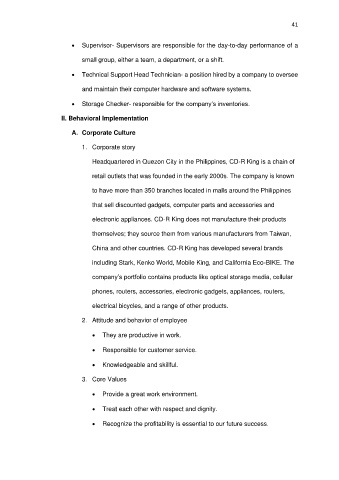 41
• Supervisor- Supervisors are responsible for the day-to-day performance of a
small group, either a team, a department, or a shift.
• Technical Support Head Technician- a position hired by a company to oversee
and maintain their computer hardware and software systems.
• Storage Checker- responsible for the company's inventories.
II. Behavioral Implementation
A. Corporate Culture
1. Corporate story
Headquartered in Quezon City in the Philippines, CD-R King is a chain of
retail outlets that was founded in the early 2000s. The company is known
to have more than 350 branches located in malls around the Philippines
that sell discounted gadgets, computer parts and accessories and
electronic appliances. CD-R King does not manufacture their products
themselves; they source them from various manufacturers from Taiwan,
China and other countries. CD-R King has developed several brands
including Stark, Kenko World, Mobile King, and California Eco-BIKE. The
company's portfolio contains products like optical storage media, cellular
phones, routers, accessories, electronic gadgets, appliances, routers,
electrical bicycles, and a range of other products.
2. Attitude and behavior of employee
• They are productive in work.
• Responsible for customer service.
• Knowledgeable and skillful.
3. Core Values
• Provide a great work environment.
• Treat each other with respect and dignity.
• Recognize the profitability is essential to our future success.